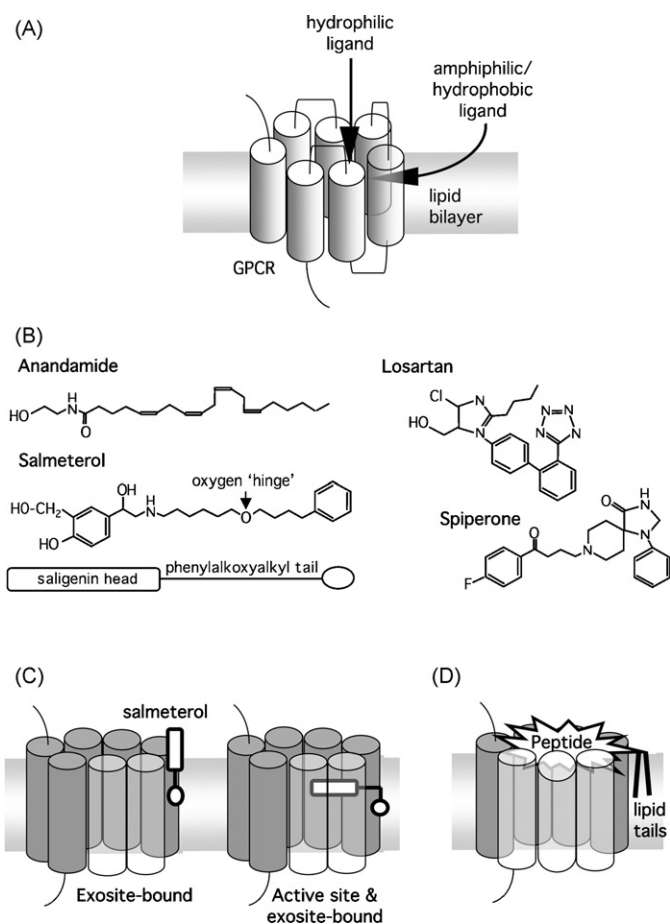 (A)
hydrophilic
ligand
amphiphilic/
hydrophobic
ligand
lipid
bilayer
GPCR
(B)
Anandamide
HO
H
N
O
Salmeterol
oxygen 'hinge'
HO-CH2
OH
H
N
O
HO
saligenin head
phenylalkoxyalkyl tail
Losartan
Cl
N
HO
N
N
N
N
N
Spiperone
O
H
N
O
N
N
F
(C)
salmeterol
Exosite-bound
Active site &
exosite-bound
(D)
Peptide
lipid
tails